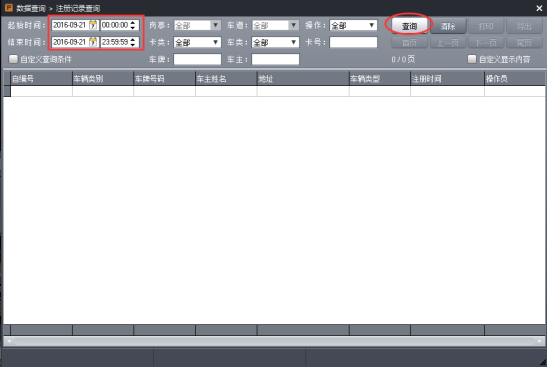 数据查询 > 注册记录查询
起始时间: 2016-09-21 00:00:00 岗亭: 全部 车道: 全部 操作: 全部 查询 清除 打印 导出
结束时间: 2016-09-21 23:59:59 卡类: 全部 车类: 全部 卡号: 首页 上一页 下一页 尾页
自定义查询条件 车牌: 车主: 0 / 0 页 自定义显示内容
自编号 车辆类别 车牌号码 车主姓名 地址 车辆类型 注册时间 操作员